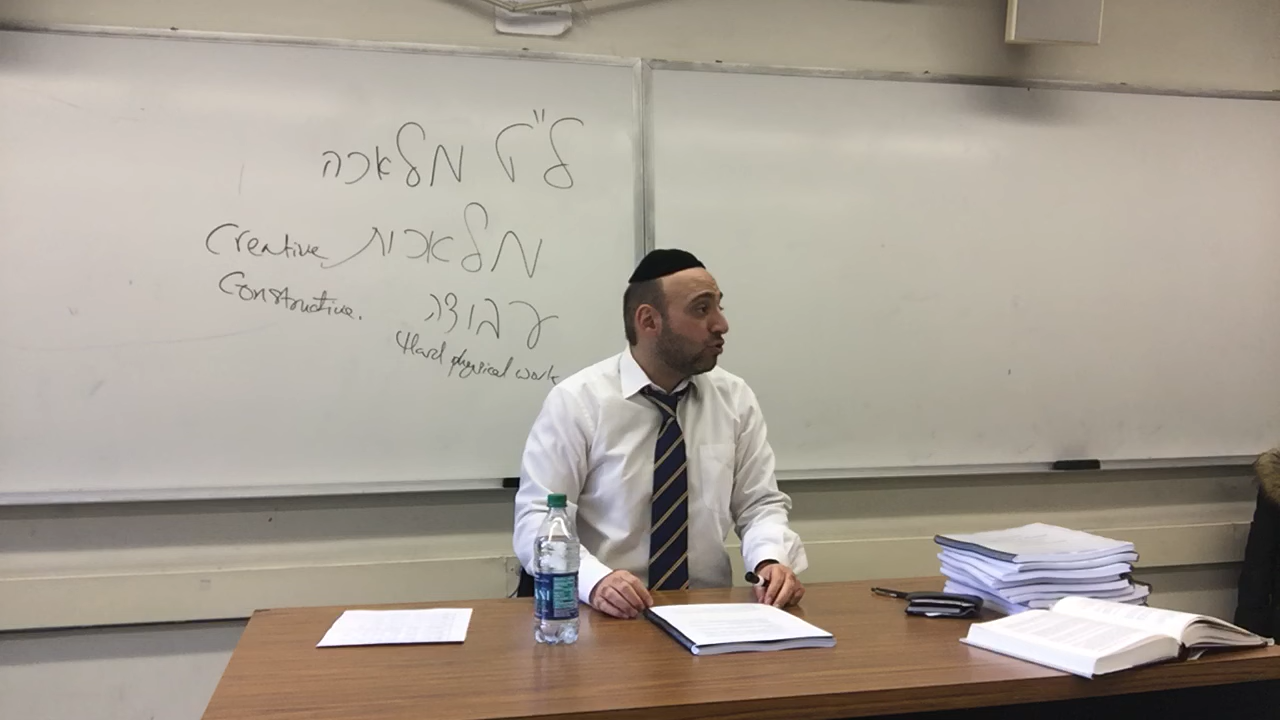 ל"ט מלאכה
מלאכות Creative
Constructive.
עבודה
Hard physical work